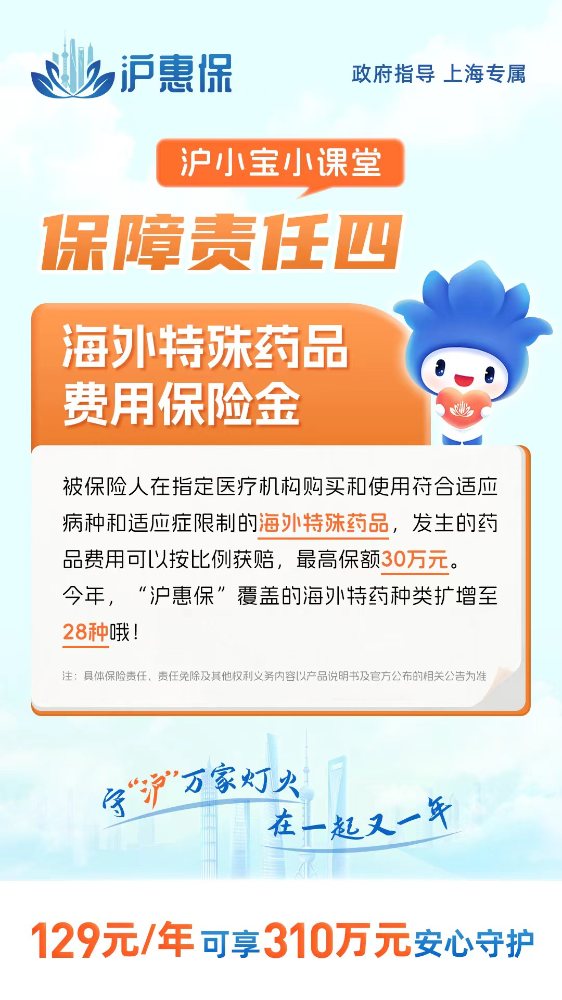 沪惠保
政府指导 上海专属
沪小宝小课堂
保障责任四
海外特殊药品
费用保险金
被保险人在指定医疗机构购买和使用符合适应
病种和适应症限制的海外特殊药品，发生的药
品费用可以按比例获赔，最高保额30万元。
今年，“沪惠保”覆盖的海外特药种类扩增至
28种哦！
注：具体保险责任、责任免除及其他权利义务内容以产品说明书及官方公布的相关公告为准
守“沪”万家灯火
在一起又一年
129元/年可享310万元安心守护